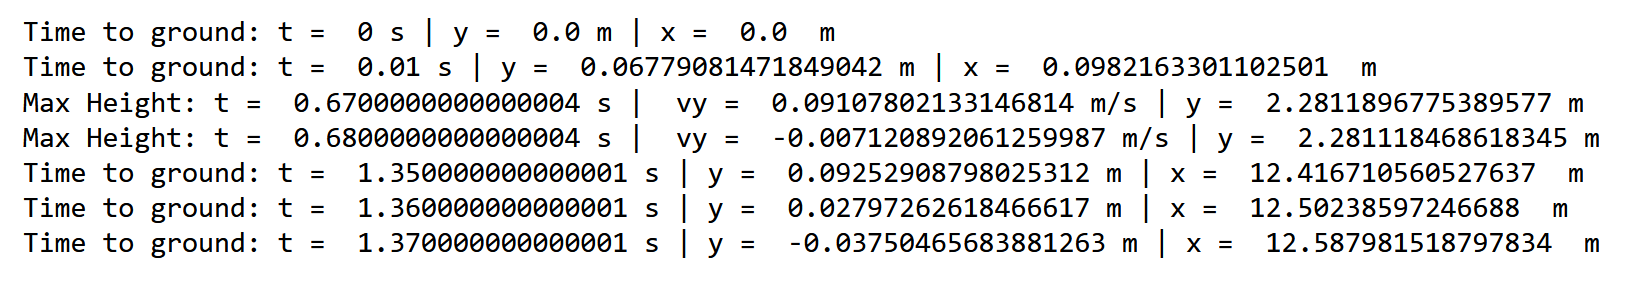 Time to ground: t =  0 s | y =  0.0 m | x =  0.0  m
Time to ground: t =  0.01 s | y =  0.06779081471849042 m | x =  0.0982163301102501  m
Max Height: t =  0.6700000000000004 s |  vy =  0.09107802133146814 m/s | y =  2.2811896775389577 m
Max Height: t =  0.6800000000000004 s |  vy =  -0.007120892061259987 m/s | y =  2.281118468618345 m
Time to ground: t =  1.350000000000001 s | y =  0.09252908798025312 m | x =  12.416710560527637  m
Time to ground: t =  1.360000000000001 s | y =  0.02797262618466617 m | x =  12.50238597246688  m
Time to ground: t =  1.370000000000001 s | y =  -0.03750465683881263 m | x =  12.587981518797834  m